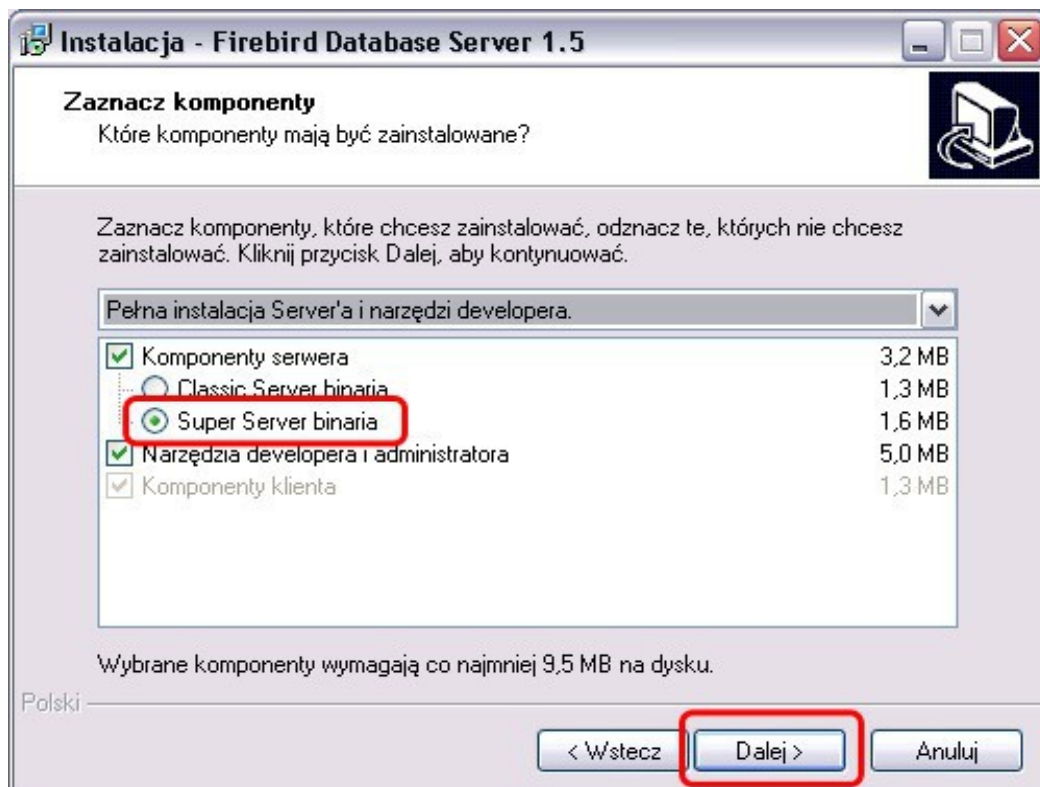 Instalacja - Firebird Database Server 1.5
Zaznacz komponenty
Które komponenty mają być zainstalowane?
Zaznacz komponenty, które chcesz zainstalować, odznacz te, których nie chcesz
zainstalować. Kliknij przycisk Dalej, aby kontynuować.
Pełna instalacja Server'a i narzędzi developera.
Komponenty serwera 3,2 MB
Classic Server binaria 1,3 MB
Super Server binaria 1,6 MB
Narzędzia developera i administratora 5,0 MB
Komponenty klienta 1,3 MB
Wybrane komponenty wymagają co najmniej 9,5 MB na dysku.
Polski
< Wstecz Dalej > Anuluj